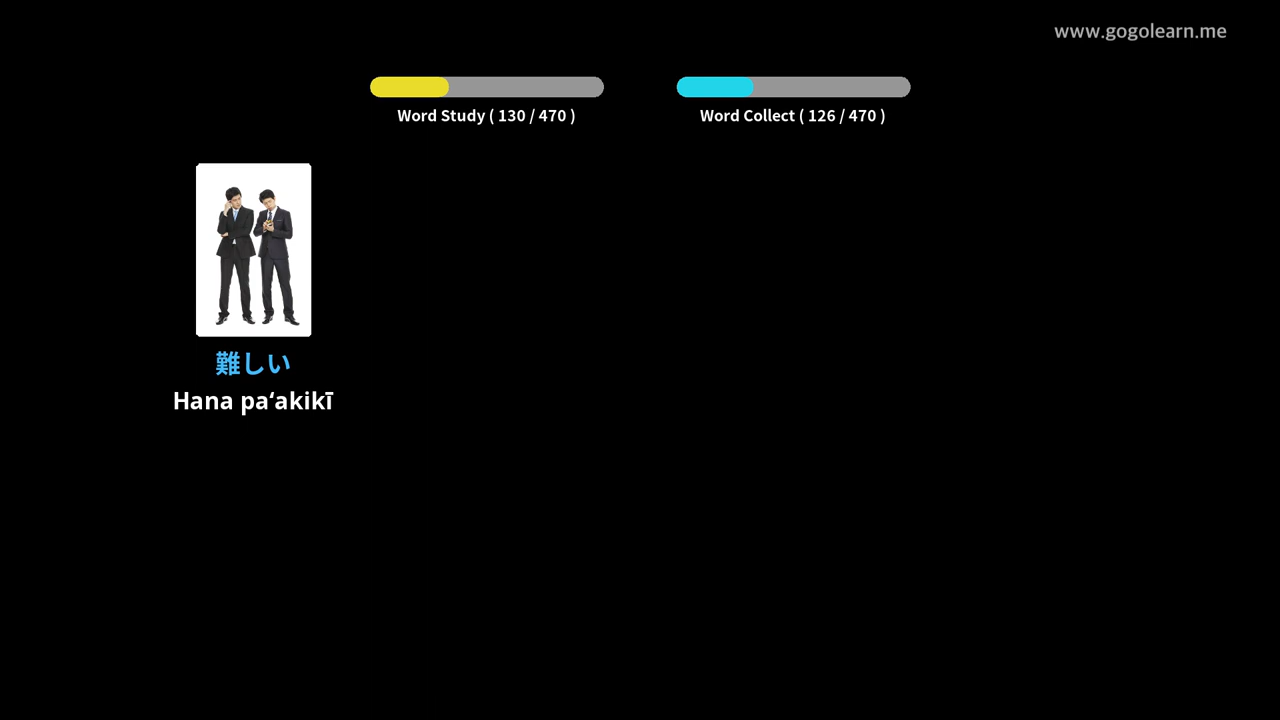 www.gogolearn.me
Word Study ( 130 / 470 )
Word Collect ( 126 / 470 )
難しい
Hana paʻakikī